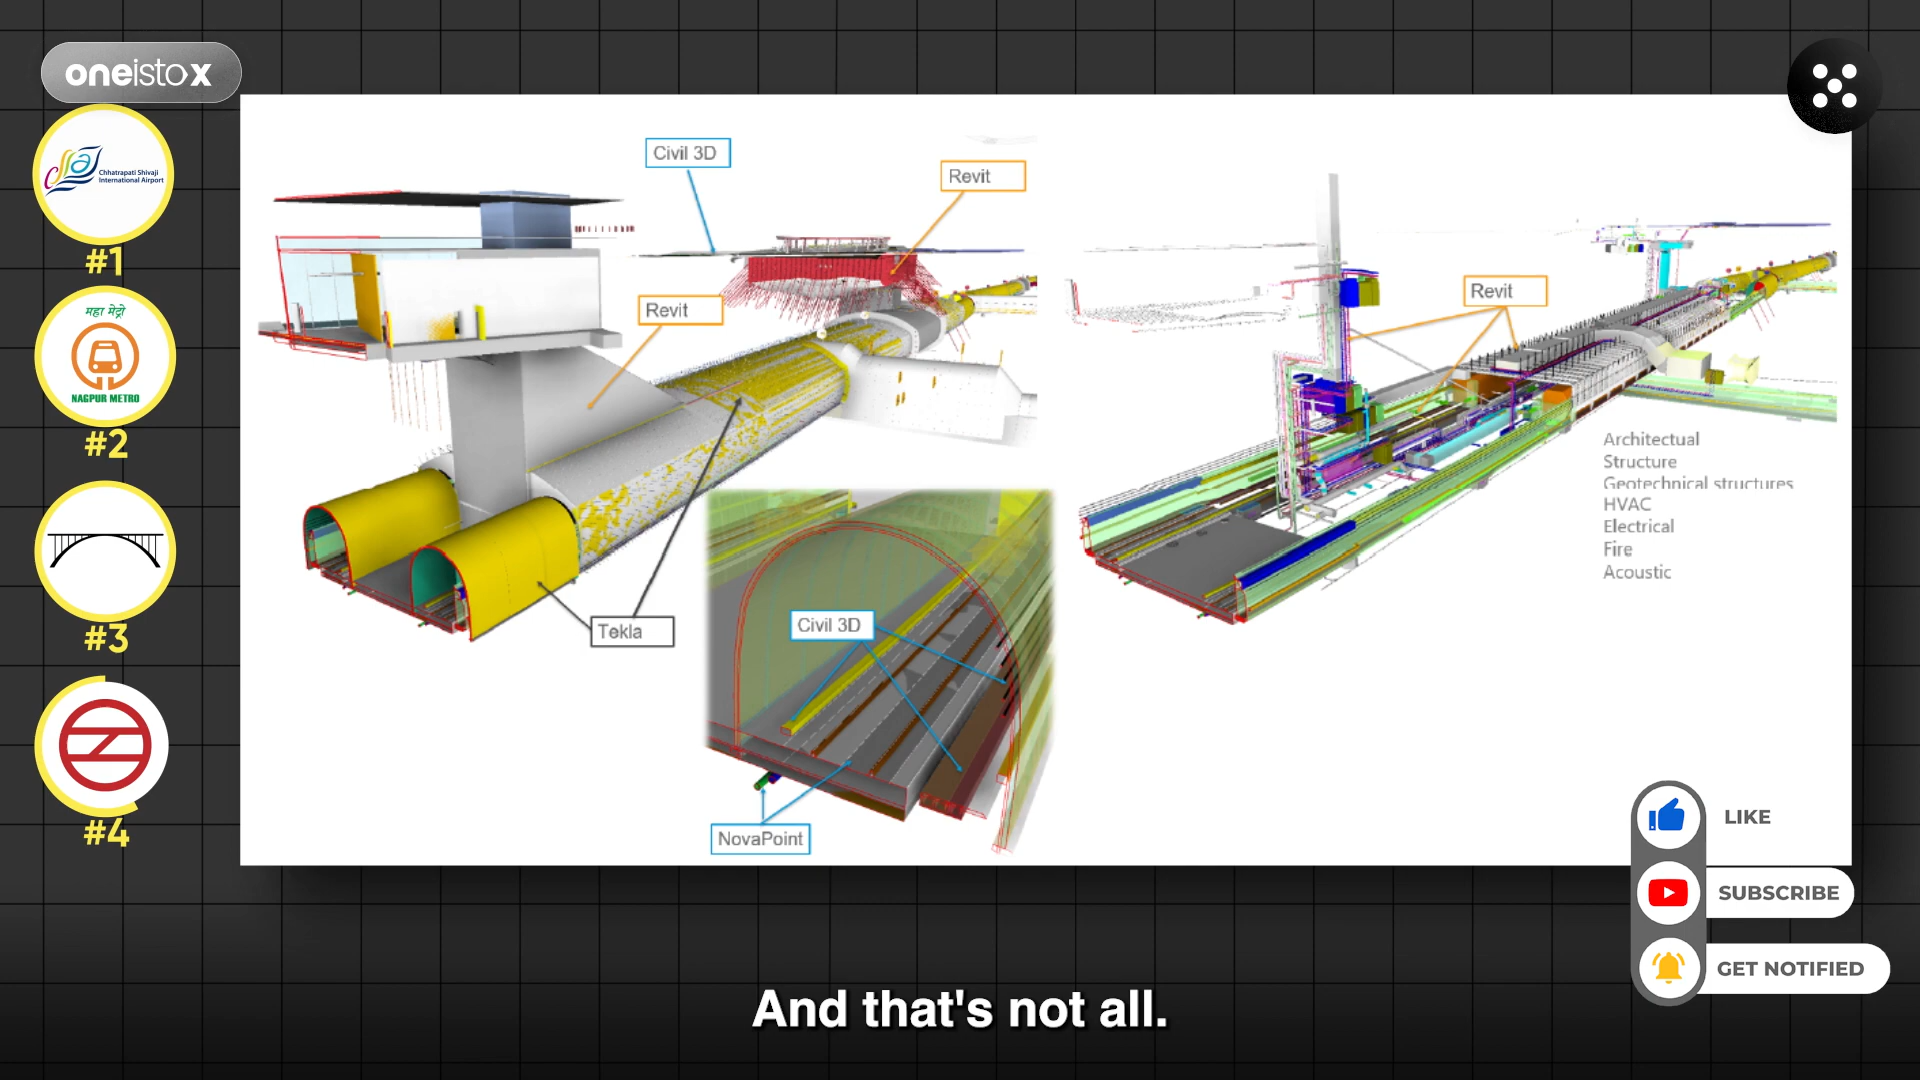 oneistox
Chhatrapati Shivaji
International Airport
#1
महा मेट्रो
NAGPUR METRO
#2
#3
#4
Civil 3D
Revit
Revit
Tekla
Civil 3D
NovaPoint
Revit
Architectual
Structure
Geotechnical structures
HVAC
Electrical
Fire
Acoustic
LIKE
SUBSCRIBE
GET NOTIFIED
And that's not all.